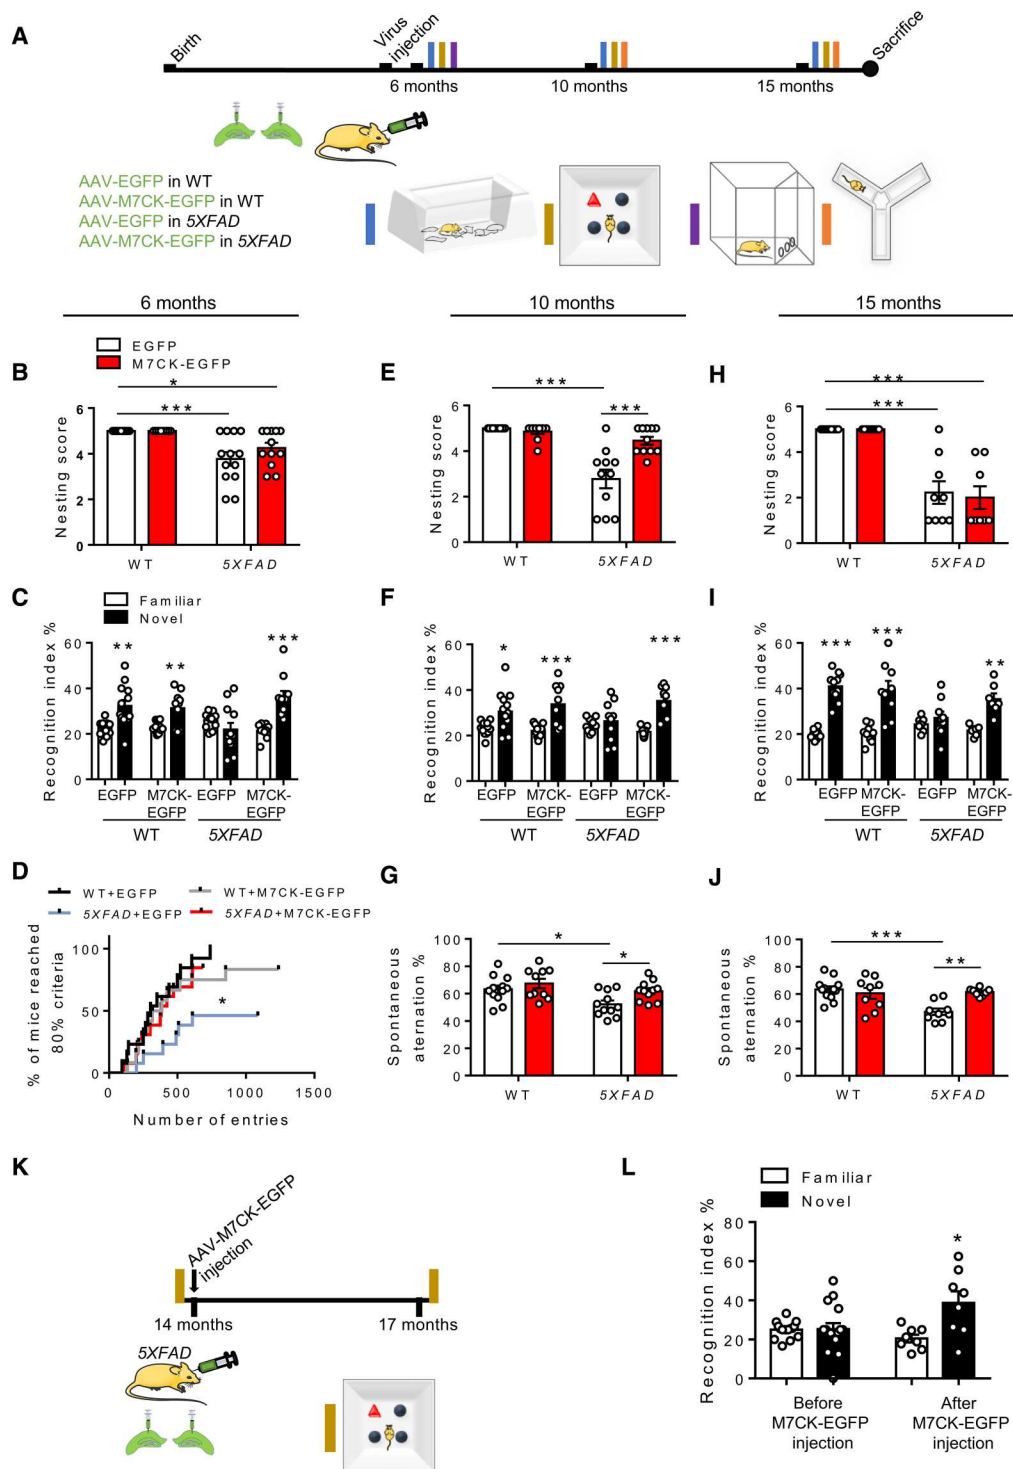 A
Birth
Virus
injection
Sacrifice
6 months
10 months
15 months
AAV-EGFP in WT
AAV-M7CK-EGFP in WT
AAV-EGFP in 5XFAD
AAV-M7CK-EGFP in 5XFAD
6 months
10 months
15 months
EGFP
M7CK-EGFP
B
*
***
Nesting score
6
4
2
0
WT
5XFAD
E
***
***
Nesting score
6
4
2
0
WT
5XFAD
H
***
***
Nesting score
6
4
2
0
WT
5XFAD
C
Familiar
Novel
Recognition index %
60
40
20
0
**
**
***
EGFP
M7CK-
EGFP
EGFP
M7CK-
EGFP
WT
5XFAD
F
Recognition index %
60
40
20
0
*
***
***
EGFP
M7CK-
EGFP
EGFP
M7CK-
EGFP
WT
5XFAD
I
Recognition index %
60
40
20
0
***
***
**
EGFP
M7CK-
EGFP
EGFP
M7CK-
EGFP
WT
5XFAD
D
WT+EGFP
WT+M7CK-EGFP
5XFAD+EGFP
5XFAD+M7CK-EGFP
% of mice reached
80% criteria
100
50
0
*
0
500
1000
1500
Number of entries
G
Spontaneous
aternation %
100
80
60
40
20
0
*
*
WT
5XFAD
J
Spontaneous
aternation %
100
80
60
40
20
0
***
**
WT
5XFAD
K
AAV-M7CK-EGFP
injection
14 months
17 months
5XFAD
L
Familiar
Novel
Recognition index %
80
60
40
20
0
*
Before
M7CK-EGFP
injection
After
M7CK-EGFP
injection